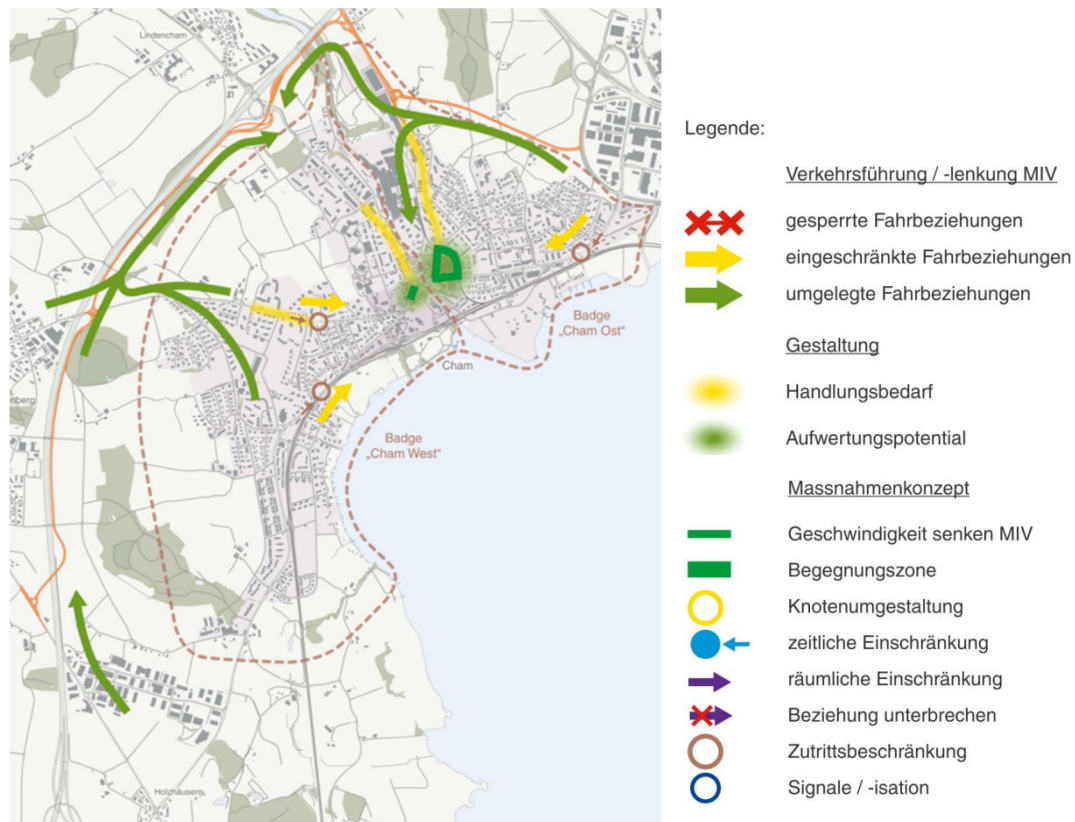 Lindencham
Cham
Badge
„Cham Ost“
Badge
„Cham West“
Holzhäusern
Legende:
Verkehrsführung / -lenkung MIV
gesperrte Fahrbeziehungen
eingeschränkte Fahrbeziehungen
umgelegte Fahrbeziehungen
Gestaltung
Handlungsbedarf
Aufwertungspotential
Massnahmenkonzept
Geschwindigkeit senken MIV
Begegnungszone
Knotenumgestaltung
zeitliche Einschränkung
räumliche Einschränkung
Beziehung unterbrechen
Zutrittsbeschränkung
Signale / -isation